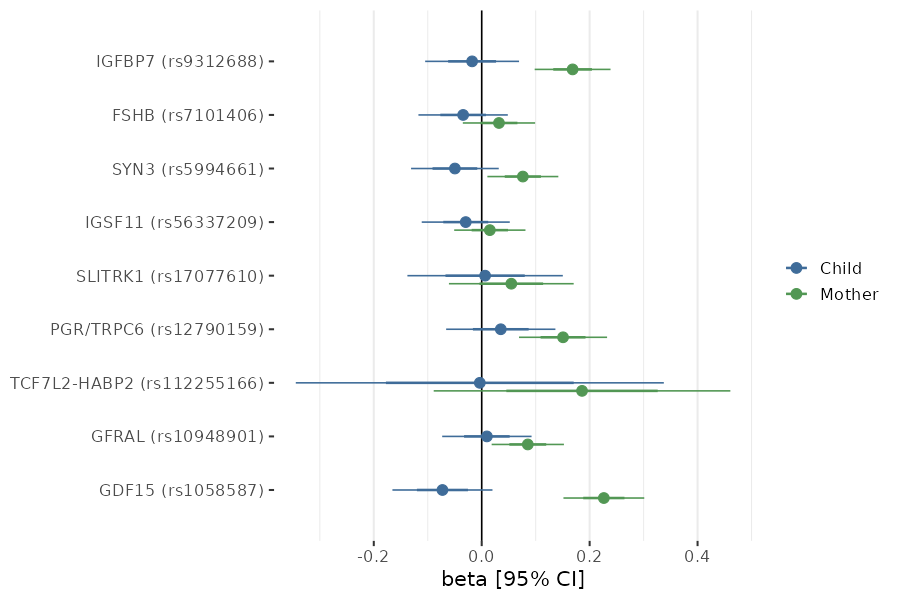 IGFBP7 (rs9312688)
FSHB (rs7101406)
SYN3 (rs5994661)
IGSF11 (rs56337209)
SLITRK1 (rs17077610)
PGR/TRPC6 (rs12790159)
TCF7L2-HABP2 (rs112255166)
GFRAL (rs10948901)
GDF15 (rs1058587)
-0.2 0.0 0.2 0.4
beta [95% CI]
Child
Mother